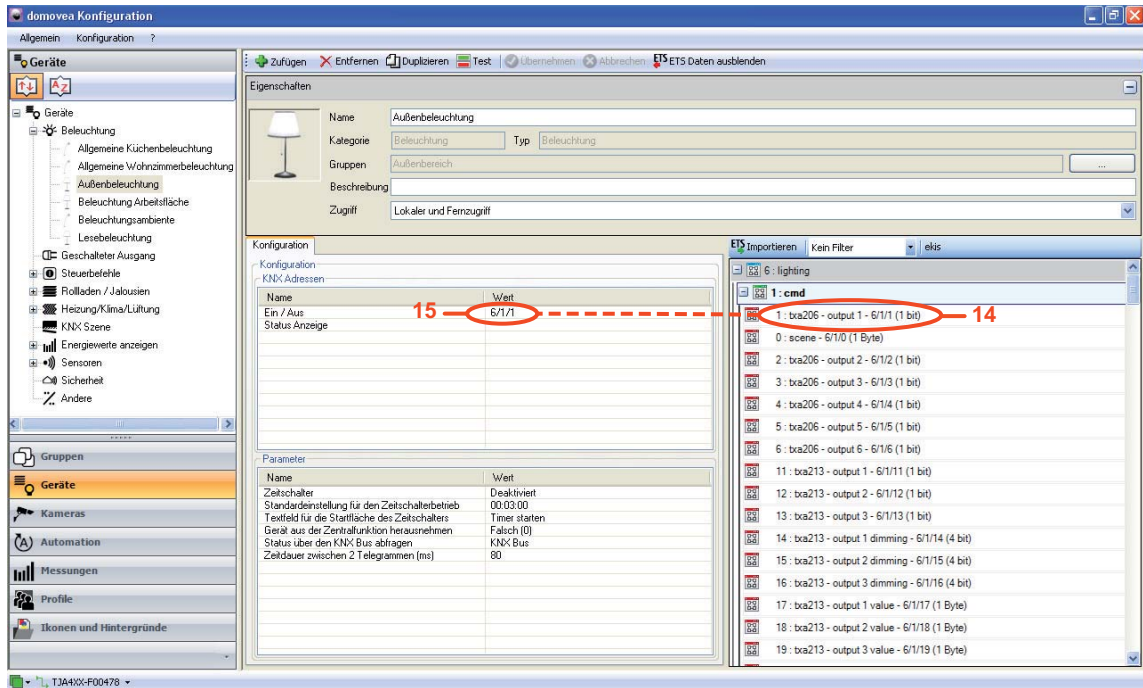 domovea Konfiguration
Allgemein Konfiguration ?
Geräte
Geräte
Beleuchtung
Allgemeine Küchenbeleuchtung
Allgemeine Wohnzimmerbeleuchtung
Außenbeleuchtung
Beleuchtung Arbeitsfläche
Beleuchtungsambiente
Lesebeleuchtung
Geschalteter Ausgang
Steuerbefehle
Rolladen / Jalousien
Heizung/Klima/Lüftung
KNX Szene
Energiewerte anzeigen
Sensoren
Sicherheit
Andere
Gruppen
Geräte
Kameras
Automation
Messungen
Profile
Ikonen und Hintergründe
TJA4XX-F00478
Zufügen Entfernen Duplizieren Test Übernehmen Abbrechen ETS ETS Daten ausblenden
Eigenschaften
Name Außenbeleuchtung
Kategorie Beleuchtung Typ Beleuchtung
Gruppen Außenbereich ...
Beschreibung
Zugriff Lokaler und Fernzugriff
Konfiguration
Konfiguration
KNX Adressen
Name Wert
Ein / Aus 6/1/1
Status Anzeige
15
Parameter
Name Wert
Zeitschalter Deaktiviert
Standardeinstellung für den Zeitschalterbetrieb 00:03:00
Textfeld für die Startfläche des Zeitschalters Timer starten
Gerät aus der Zentralfunktion herausnehmen Falsch (0)
Status über den KNX Bus abfragen KNX Bus
Zeitdauer zwischen 2 Telegrammen (ms) 80
ETS Importieren Kein Filter ekis
6 : lighting
1 : cmd
1 : txa206 - output 1 - 6/1/1 (1 bit)
14
0 : scene - 6/1/0 (1 Byte)
2 : txa206 - output 2 - 6/1/2 (1 bit)
3 : txa206 - output 3 - 6/1/3 (1 bit)
4 : txa206 - output 4 - 6/1/4 (1 bit)
5 : txa206 - output 5 - 6/1/5 (1 bit)
6 : txa206 - output 6 - 6/1/6 (1 bit)
11 : txa213 - output 1 - 6/1/11 (1 bit)
12 : txa213 - output 2 - 6/1/12 (1 bit)
13 : txa213 - output 3 - 6/1/13 (1 bit)
14 : txa213 - output 1 dimming - 6/1/14 (4 bit)
15 : txa213 - output 2 dimming - 6/1/15 (4 bit)
16 : txa213 - output 3 dimming - 6/1/16 (4 bit)
17 : txa213 - output 1 value - 6/1/17 (1 Byte)
18 : txa213 - output 2 value - 6/1/18 (1 Byte)
19 : txa213 - output 3 value - 6/1/19 (1 Byte)